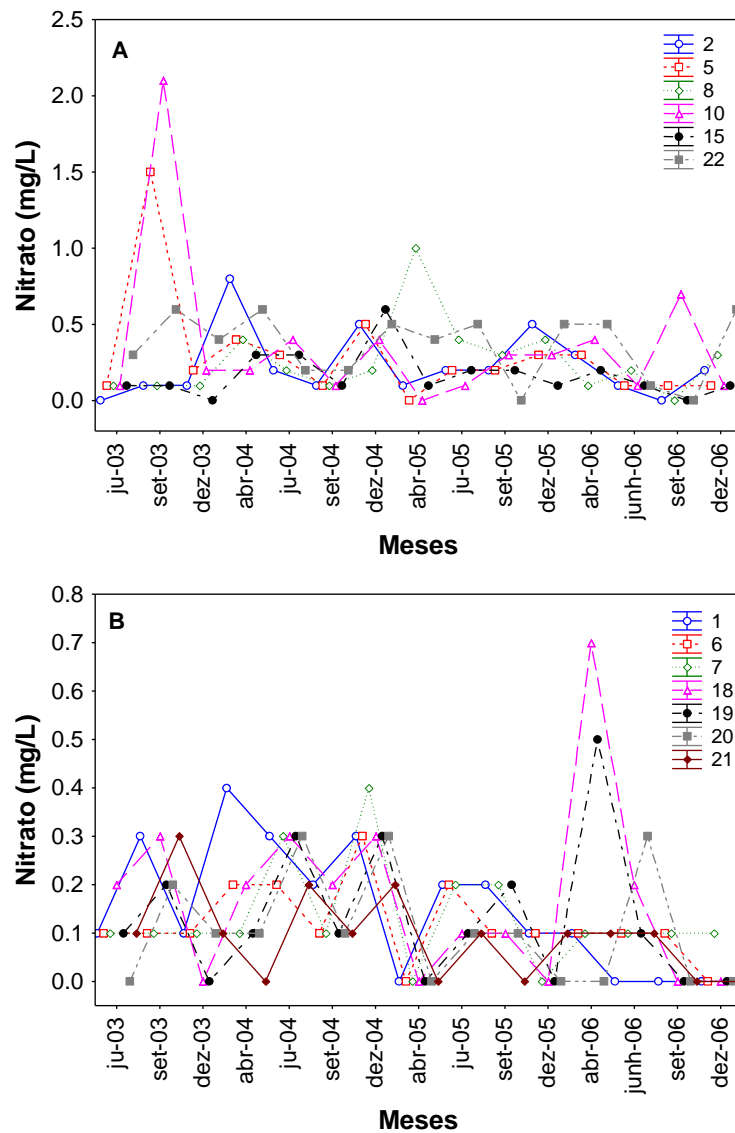 A
Nitrato (mg/L)
2.5
2.0
1.5
1.0
0.5
0.0
2
5
8
10
15
22
ju-03
set-03
dez-03
abr-04
ju-04
set-04
dez-04
abr-05
ju-05
set-05
dez-05
abr-06
junh-06
set-06
dez-06
Meses
B
Nitrato (mg/L)
0.8
0.7
0.6
0.5
0.4
0.3
0.2
0.1
0.0
1
6
7
18
19
20
21
ju-03
set-03
dez-03
abr-04
ju-04
set-04
dez-04
abr-05
ju-05
set-05
dez-05
abr-06
junh-06
set-06
dez-06
Meses